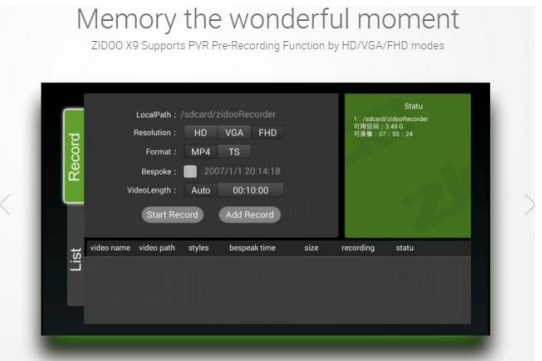 Memory the wonderful moment
ZIDOO X9 Supports PVR Pre-Recording Function by HD/VGA/FHD modes
Record
List
LocalPath : /sdcard/zidooRecorder
Resolution : HD VGA FHD
Format : MP4 TS
Bespoke : 2007/1/1 20:14:18
VideoLength : Auto 00:10:00
Start Record Add Record
Statu
1 : /sdcard/zidooRecorder
可用空间 : 3.49 G
可录像 : 07 : 55 : 24
video name video path styles bespeak time size recording statu